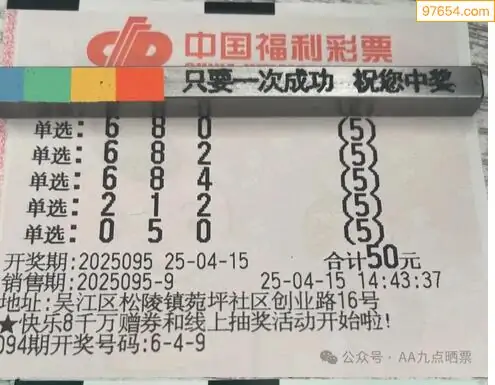 97654.com
中国福利彩票
只要一次成功 祝您中奖
单选: 6 8 0 (5)
单选: 6 8 2 (5)
单选: 6 8 4 (5)
单选: 2 1 2 (5)
单选: 0 5 0 (5)
开奖期:2025095 25-04-15 合计50元
销售期:2025095-9 25-04-15 14:43:37
地址:吴江区松陵镇苑坪社区创业路16号
★快乐8千万赠券和线上抽奖活动开始啦!
094期开奖号码:6-4-9
公众号·AA九点晒票